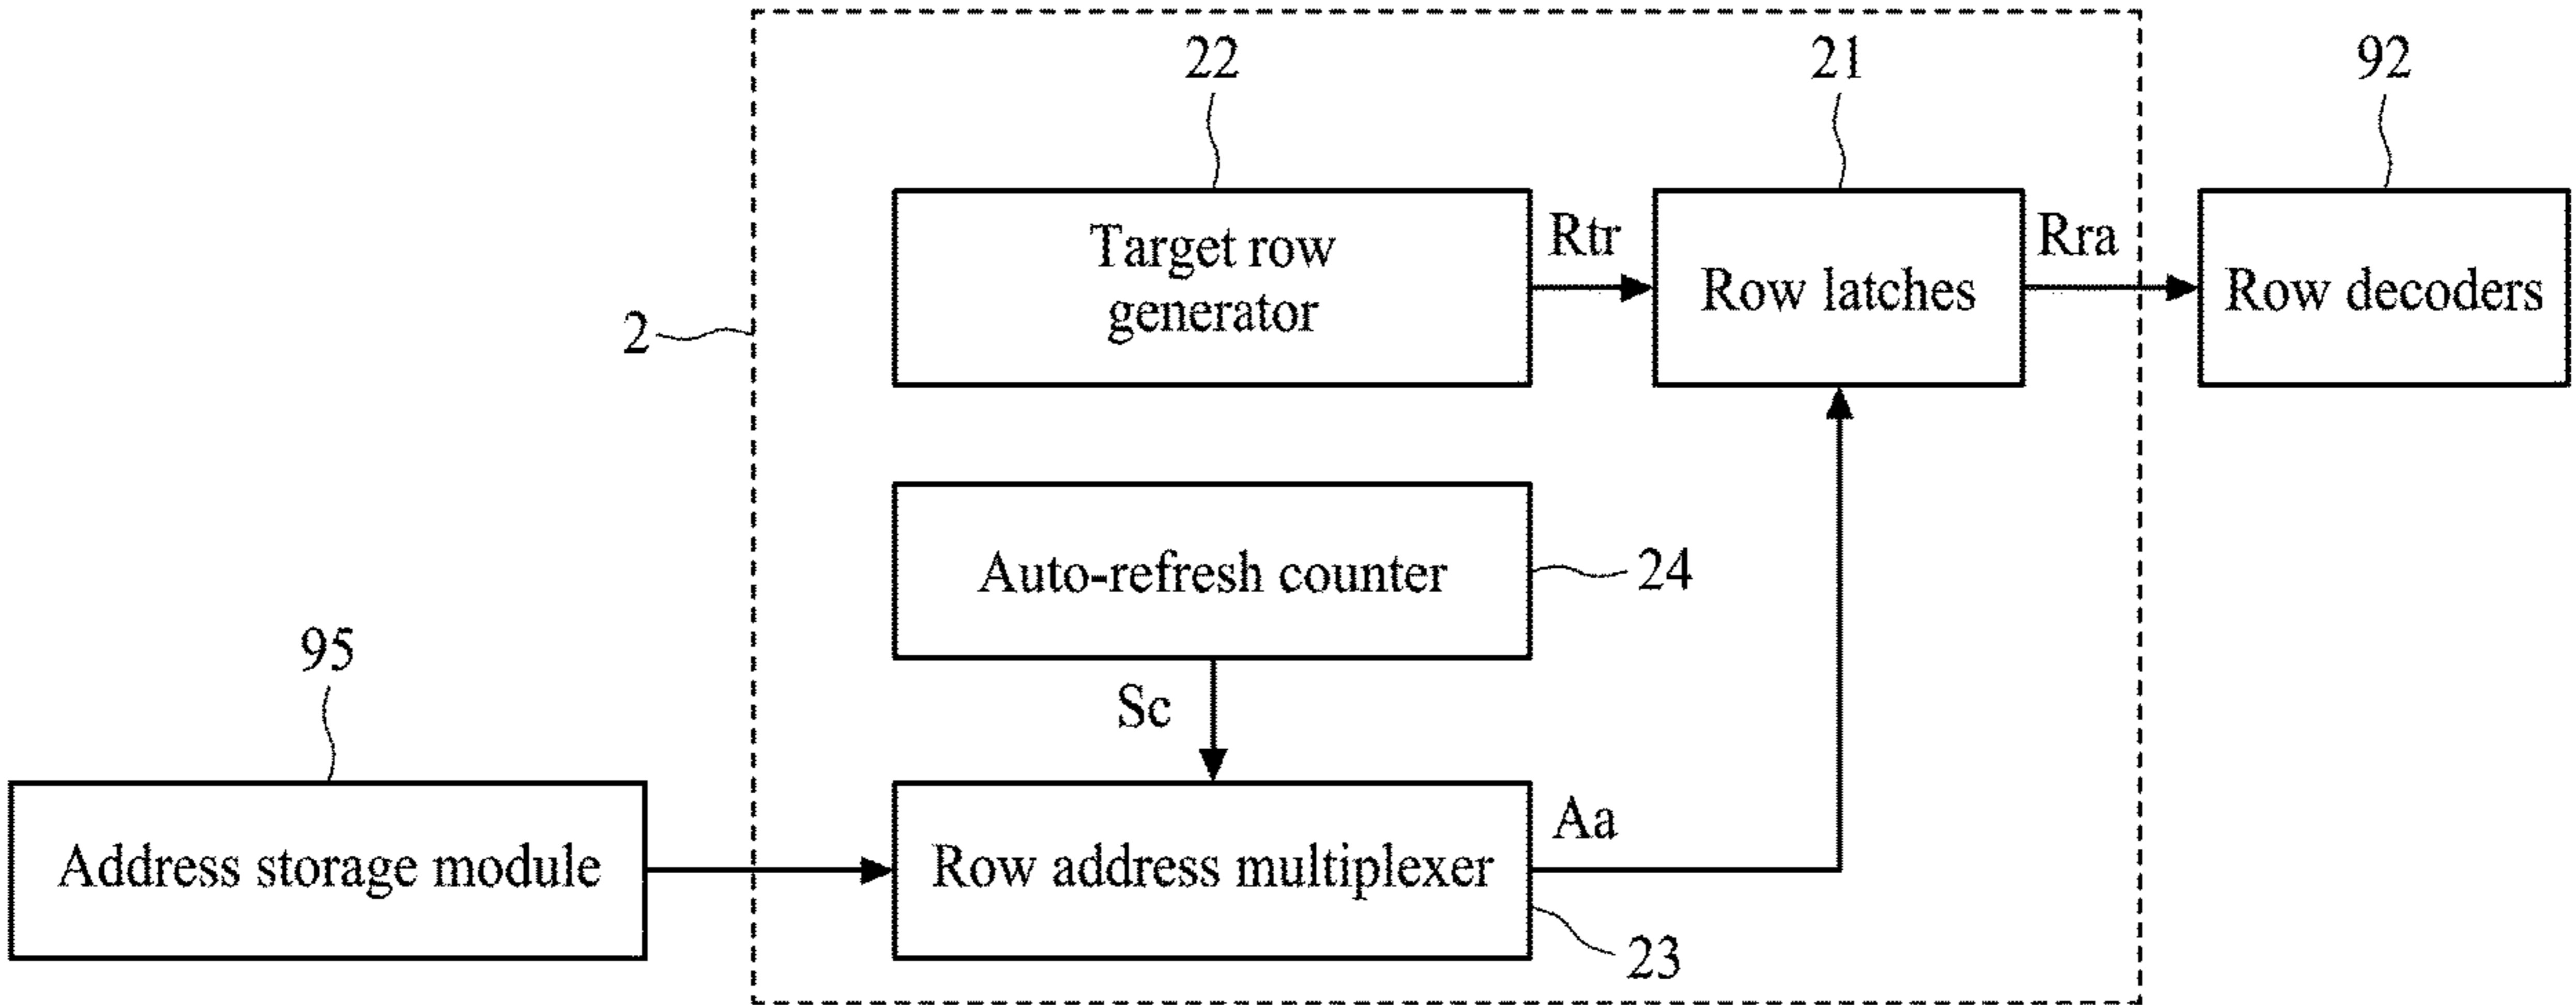 22
21
92
Target row
generator
Rtr
Row latches
Rra
Row decoders
2
Auto-refresh counter
24
95
Sc
Address storage module
Row address multiplexer
Aa
23